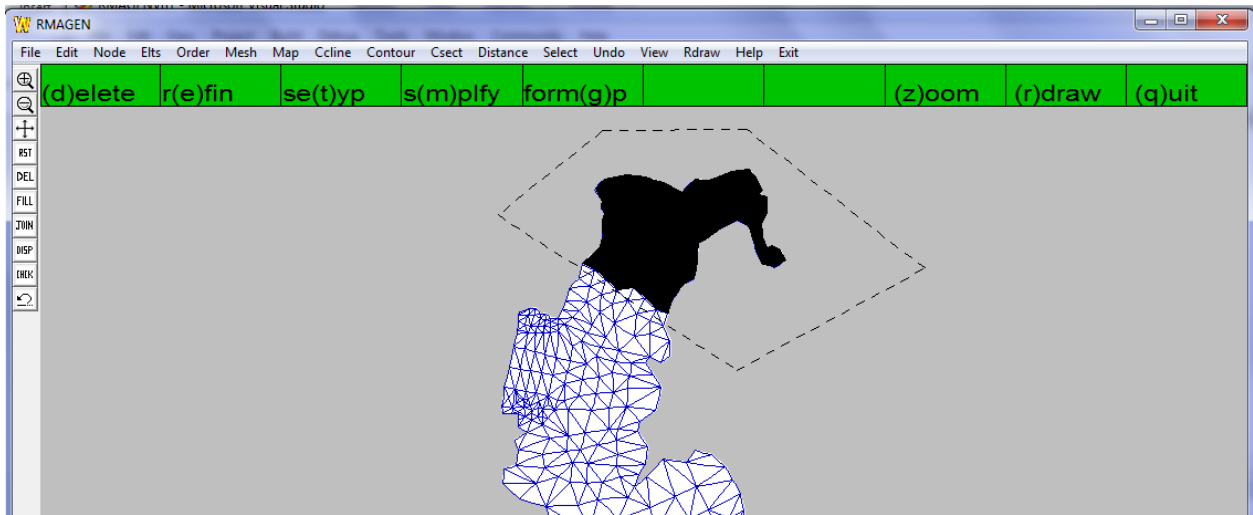 RMAGEN
File Edit Node Elts Order Mesh Map Ccline Contour Csect Distance Select Undo View Rdraw Help Exit
(d)elete r(e)fin se(t)yp s(m)plfy form(g)p (z)oom (r)draw (q)uit
RST
DEL
FILL
JOIN
DISP
CHCK